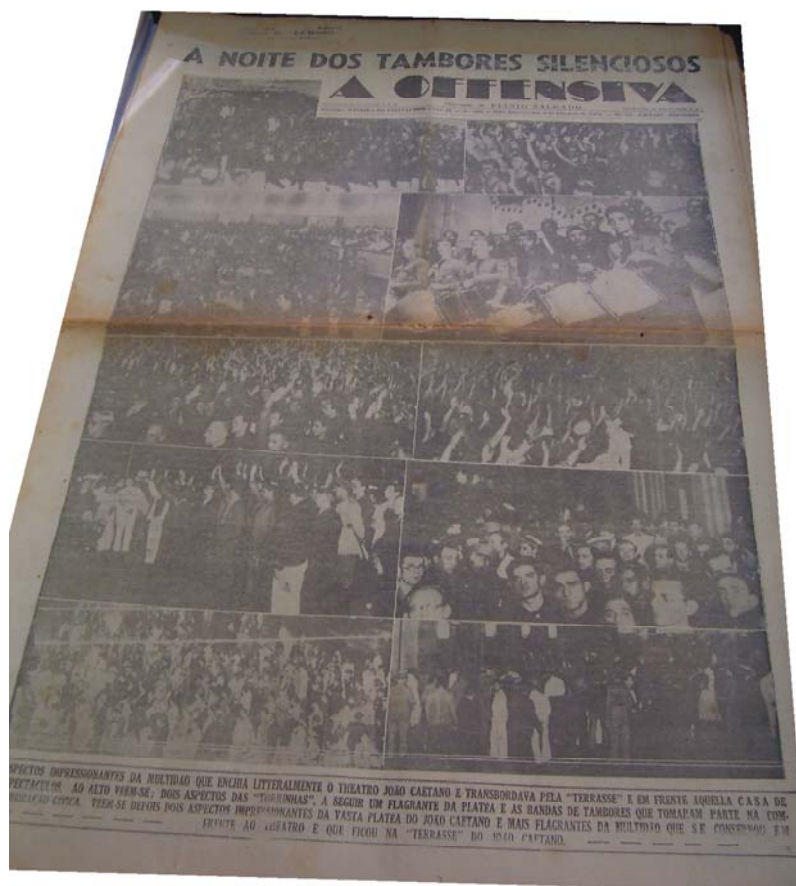 A NOITE DOS TAMBORES SILENCIOSOS
A OFFENSIVA
PLINIO SALGADO
ASPECTOS IMPRESSIONANTES DA MULTIDÃO QUE ENCHIA LITTERALMENTE O THEATRO JOÃO CAETANO E TRANSBORDAVA PELA "TERRASSE" E EM FRENTE AQUELLA CASA DE
ESPECTACULOS. AO ALTO VEEM-SE: DOIS ASPECTOS DAS "TORRINHAS", A SEGUIR UM FLAGRANTE DA PLATEA E AS BANDAS DE TAMBORES QUE TOMARAM PARTE NA COM-
MEMORAÇÃO CIVICA. VEEM-SE DEPOIS DOIS ASPECTOS IMPRESSIONANTES DA VASTA PLATEA DO JOÃO CAETANO E MAIS FLAGRANTES DA MULTIDÃO QUE SE CONSERVOU EM
FRENTE AO THEATRO E QUE FICOU NA "TERRASSE" DO JOÃO CAETANO.